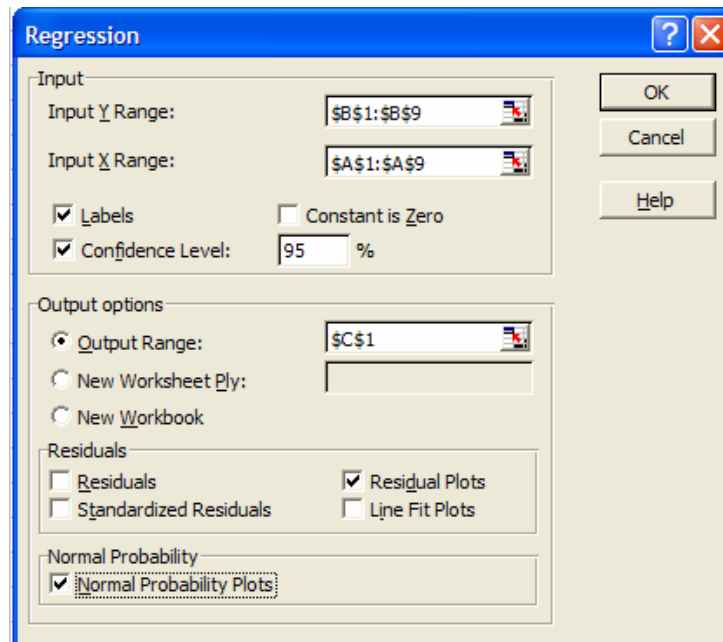 Regression
Input
Input Y Range: $B$1:$B$9
OK
Input X Range: $A$1:$A$9
Cancel
Labels Constant is Zero
Help
Confidence Level: 95 %
Output options
Output Range: $C$1
New Worksheet Ply:
New Workbook
Residuals
Residuals Residual Plots
Standardized Residuals Line Fit Plots
Normal Probability
Normal Probability Plots